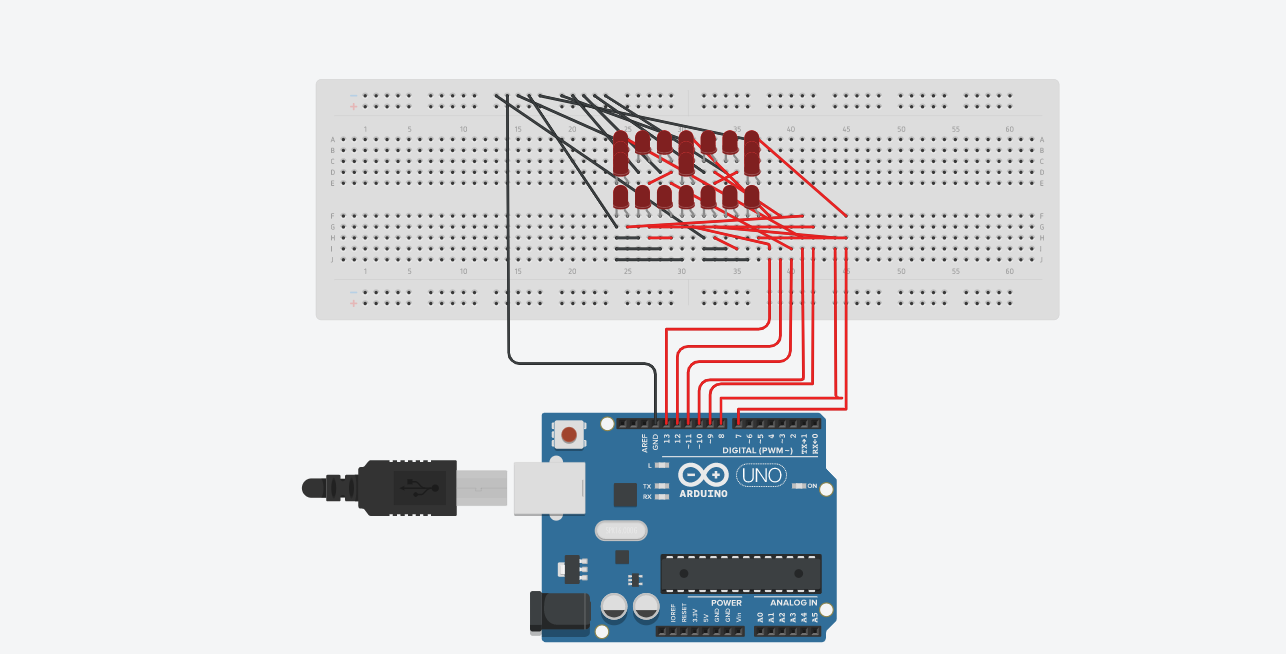 − −
+ +
1 5 10 15 20 25 30 35 40 45 50 55 60
A A
B B
C C
D D
E E
F F
G G
H H
I I
J J
1 5 10 15 20 25 30 35 40 45 50 55 60
− −
+ +
AREF GND 13 12 ~11 ~10 ~9 8 7 ~6 ~5 4 ~3 2 TX→1 RX←0
DIGITAL (PWM~)
L
TX
RX
UNO
ON
ARDUINO
POWER ANALOG IN
IOREF RESET 3.3V 5V GND GND Vin A0 A1 A2 A3 A4 A5